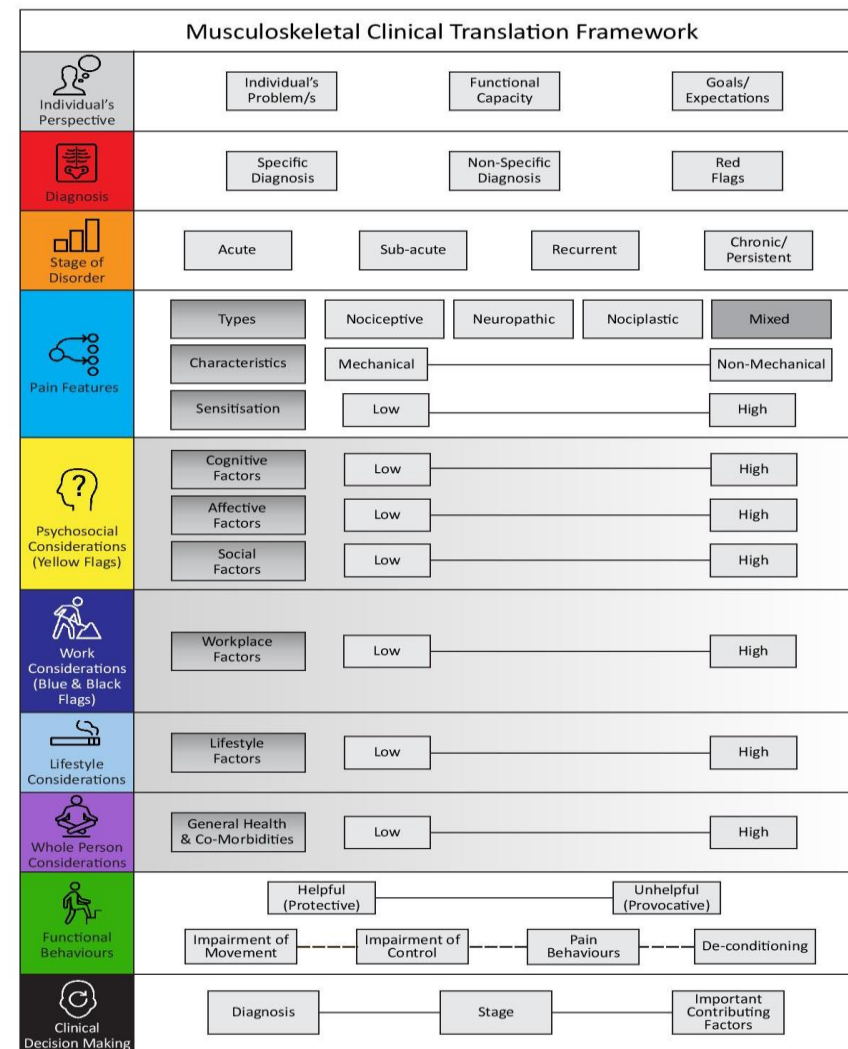 Musculoskeletal Clinical Translation Framework
Individual's
Perspective
Individual's
Problem/s
Functional
Capacity
Goals/
Expectations
Diagnosis
Specific
Diagnosis
Non-Specific
Diagnosis
Red
Flags
Stage of
Disorder
Acute
Sub-acute
Recurrent
Chronic/
Persistent
Pain Features
Types
Nociceptive
Neuropathic
Nociplastic
Mixed
Characteristics
Mechanical
Non-Mechanical
Sensitisation
Low
High
?
Psychosocial
Considerations
(Yellow Flags)
Cognitive
Factors
Low
High
Affective
Factors
Low
High
Social
Factors
Low
High
Work
Considerations
(Blue & Black
Flags)
Workplace
Factors
Low
High
Lifestyle
Considerations
Lifestyle
Factors
Low
High
Whole Person
Considerations
General Health
& Co-Morbidities
Low
High
Functional
Behaviours
Helpful
(Protective)
Unhelpful
(Provocative)
Impairment of
Movement
Impairment of
Control
Pain
Behaviours
De-conditioning
Clinical
Decision Making
Diagnosis
Stage
Important
Contributing
Factors